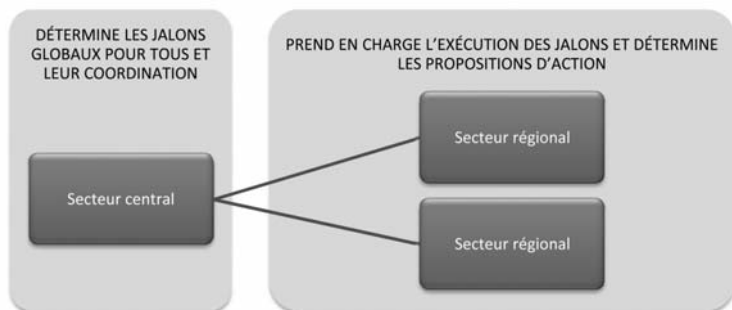 DÉTERMINE LES JALONS
GLOBAUX POUR TOUS ET
LEUR COORDINATION
Secteur central
PREND EN CHARGE L’EXÉCUTION DES JALONS ET DÉTERMINE
LES PROPOSITIONS D’ACTION
Secteur régional
Secteur régional